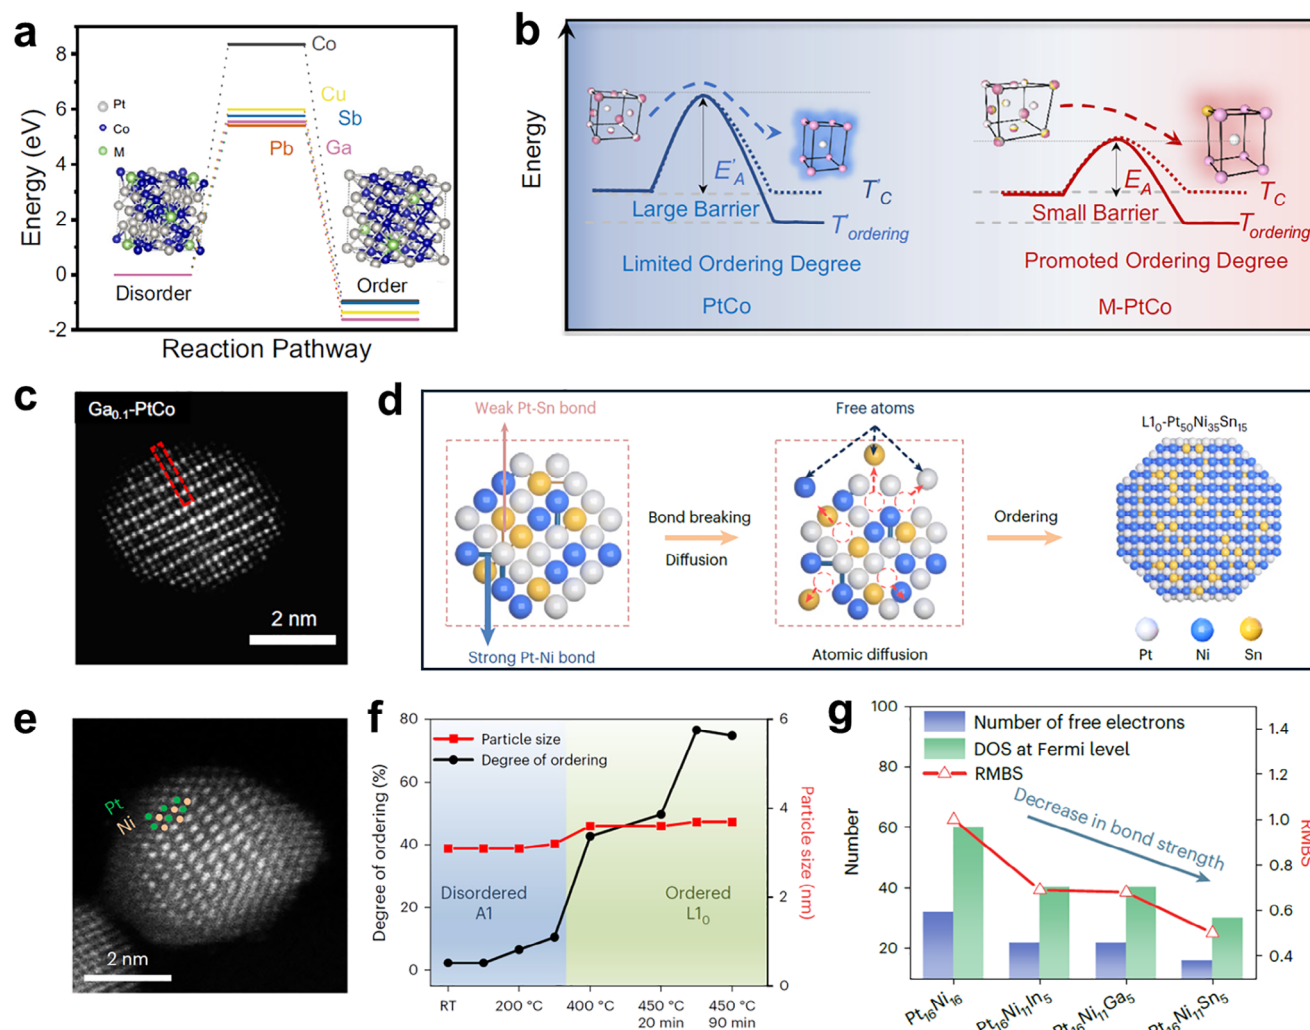 a
8
6
4
2
0
-2
Energy (eV)
Pt
Co
M
Co
Cu
Sb
Pb
Ga
Disorder
Order
Reaction Pathway
b
Energy
E'A
T'C
Large Barrier
T'ordering
Limited Ordering Degree
PtCo
EA
TC
Small Barrier
Tordering
Promoted Ordering Degree
M-PtCo
c
Ga0.1-PtCo
2 nm
d
Weak Pt-Sn bond
Strong Pt-Ni bond
Bond breaking
Diffusion
Free atoms
Atomic diffusion
Ordering
L10-Pt50Ni35Sn15
Pt
Ni
Sn
e
Pt
Ni
2 nm
f
80
60
40
20
0
Degree of ordering (%)
Particle size
Degree of ordering
Disordered
A1
Ordered
L10
6
4
2
0
Particle size (nm)
RT
200 °C
400 °C
450 °C
20 min
450 °C
90 min
g
100
80
60
40
20
Number
Number of free electrons
DOS at Fermi level
RMBS
Decrease in bond strength
1.4
1.2
1.0
0.8
0.6
0.4
RMBS
Pt16Ni16
Pt16Ni11In5
Pt16Ni11Ga5
Pt16Ni11Sn5